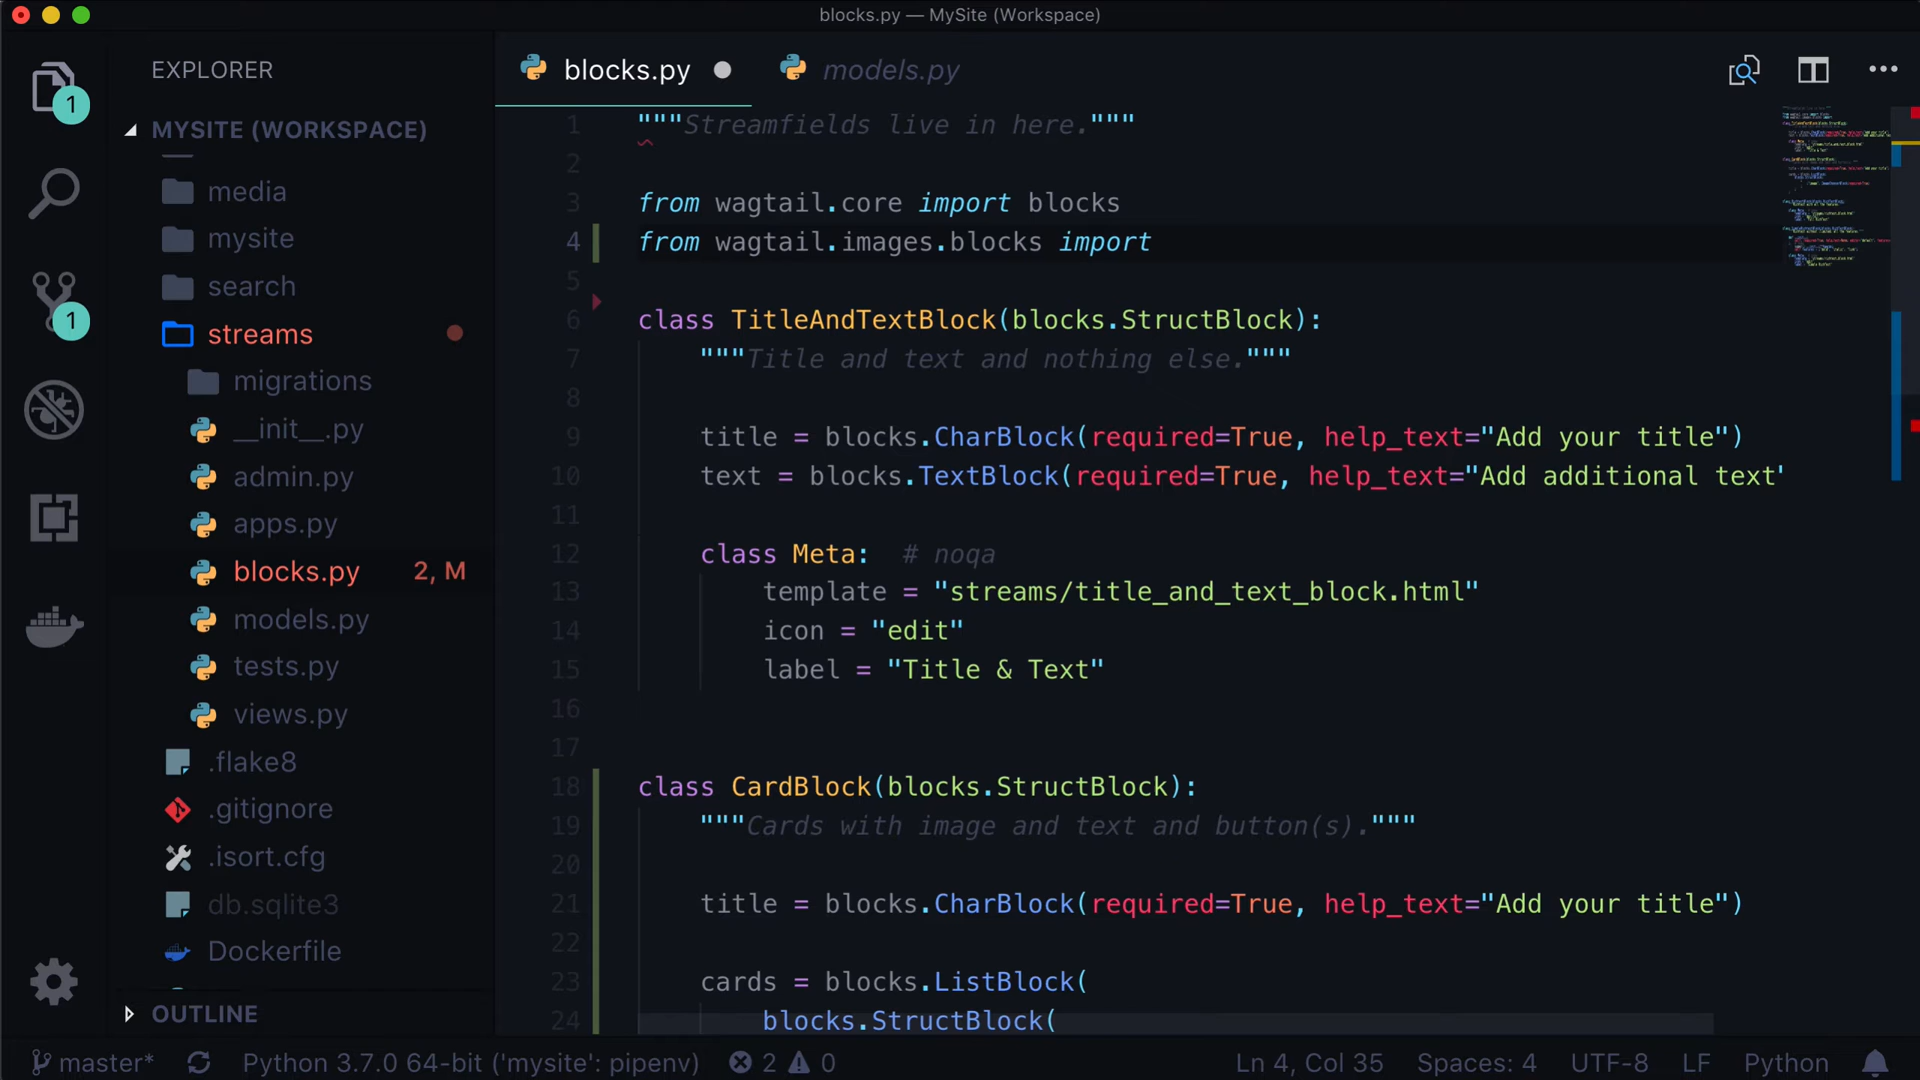 blocks.py — MySite (Workspace)
EXPLORER
MYSITE (WORKSPACE)
media
mysite
search
streams
migrations
__init__.py
admin.py
apps.py
blocks.py 2, M
models.py
tests.py
views.py
.flake8
.gitignore
.isort.cfg
db.sqlite3
Dockerfile
OUTLINE
1
1
blocks.py models.py
1 """Streamfields live in here."""
2
3 from wagtail.core import blocks
4 from wagtail.images.blocks import
5
6 class TitleAndTextBlock(blocks.StructBlock):
7 """Title and text and nothing else."""
8
9 title = blocks.CharBlock(required=True, help_text="Add your title")
10 text = blocks.TextBlock(required=True, help_text="Add additional text'
11
12 class Meta:  # noqa
13 template = "streams/title_and_text_block.html"
14 icon = "edit"
15 label = "Title & Text"
16
17
18 class CardBlock(blocks.StructBlock):
19 """Cards with image and text and button(s)."""
20
21 title = blocks.CharBlock(required=True, help_text="Add your title")
22
23 cards = blocks.ListBlock(
24 blocks.StructBlock(
master* Python 3.7.0 64-bit ('mysite': pipenv) 2 0 Ln 4, Col 35 Spaces: 4 UTF-8 LF Python